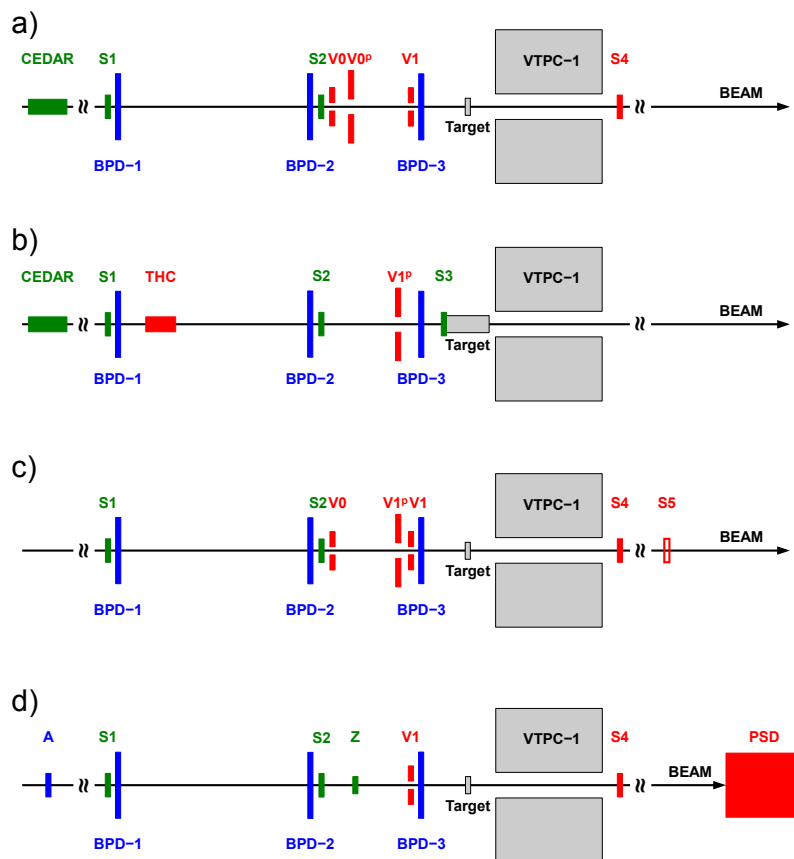 a)
CEDAR S1 S2 V0 V0p V1 VTPC−1 S4 BEAM
Target
BPD−1 BPD−2 BPD−3
b)
CEDAR S1 THC S2 V1p S3 VTPC−1 BEAM
Target
BPD−1 BPD−2 BPD−3
c)
S1 S2 V0 V1p V1 VTPC−1 S4 S5 BEAM
Target
BPD−1 BPD−2 BPD−3
d)
A S1 S2 Z V1 VTPC−1 S4 BEAM PSD
Target
BPD−1 BPD−2 BPD−3